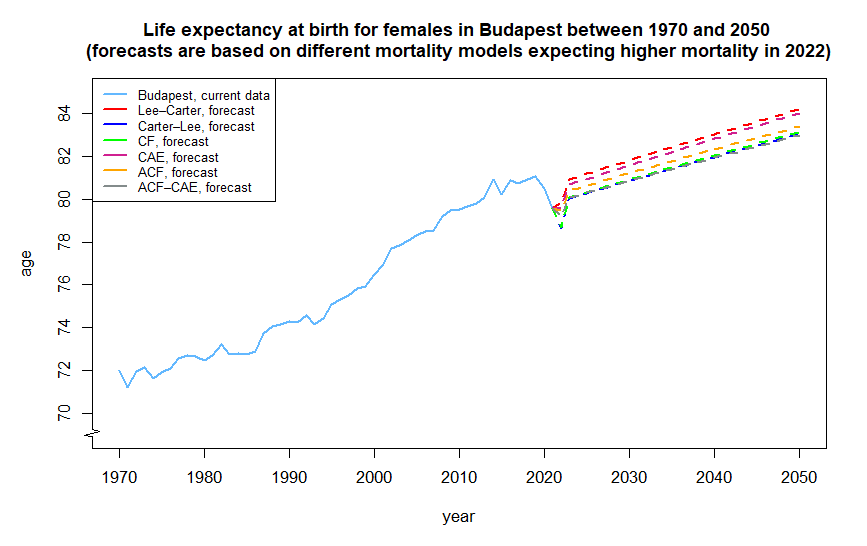 Life expectancy at birth for females in Budapest between 1970 and 2050
(forecasts are based on different mortality models expecting higher mortality in 2022)
Budapest, current data
Lee–Carter, forecast
Carter–Lee, forecast
CF, forecast
CAE, forecast
ACF, forecast
ACF–CAE, forecast
age
84
82
80
78
76
74
72
70
1970 1980 1990 2000 2010 2020 2030 2040 2050
year